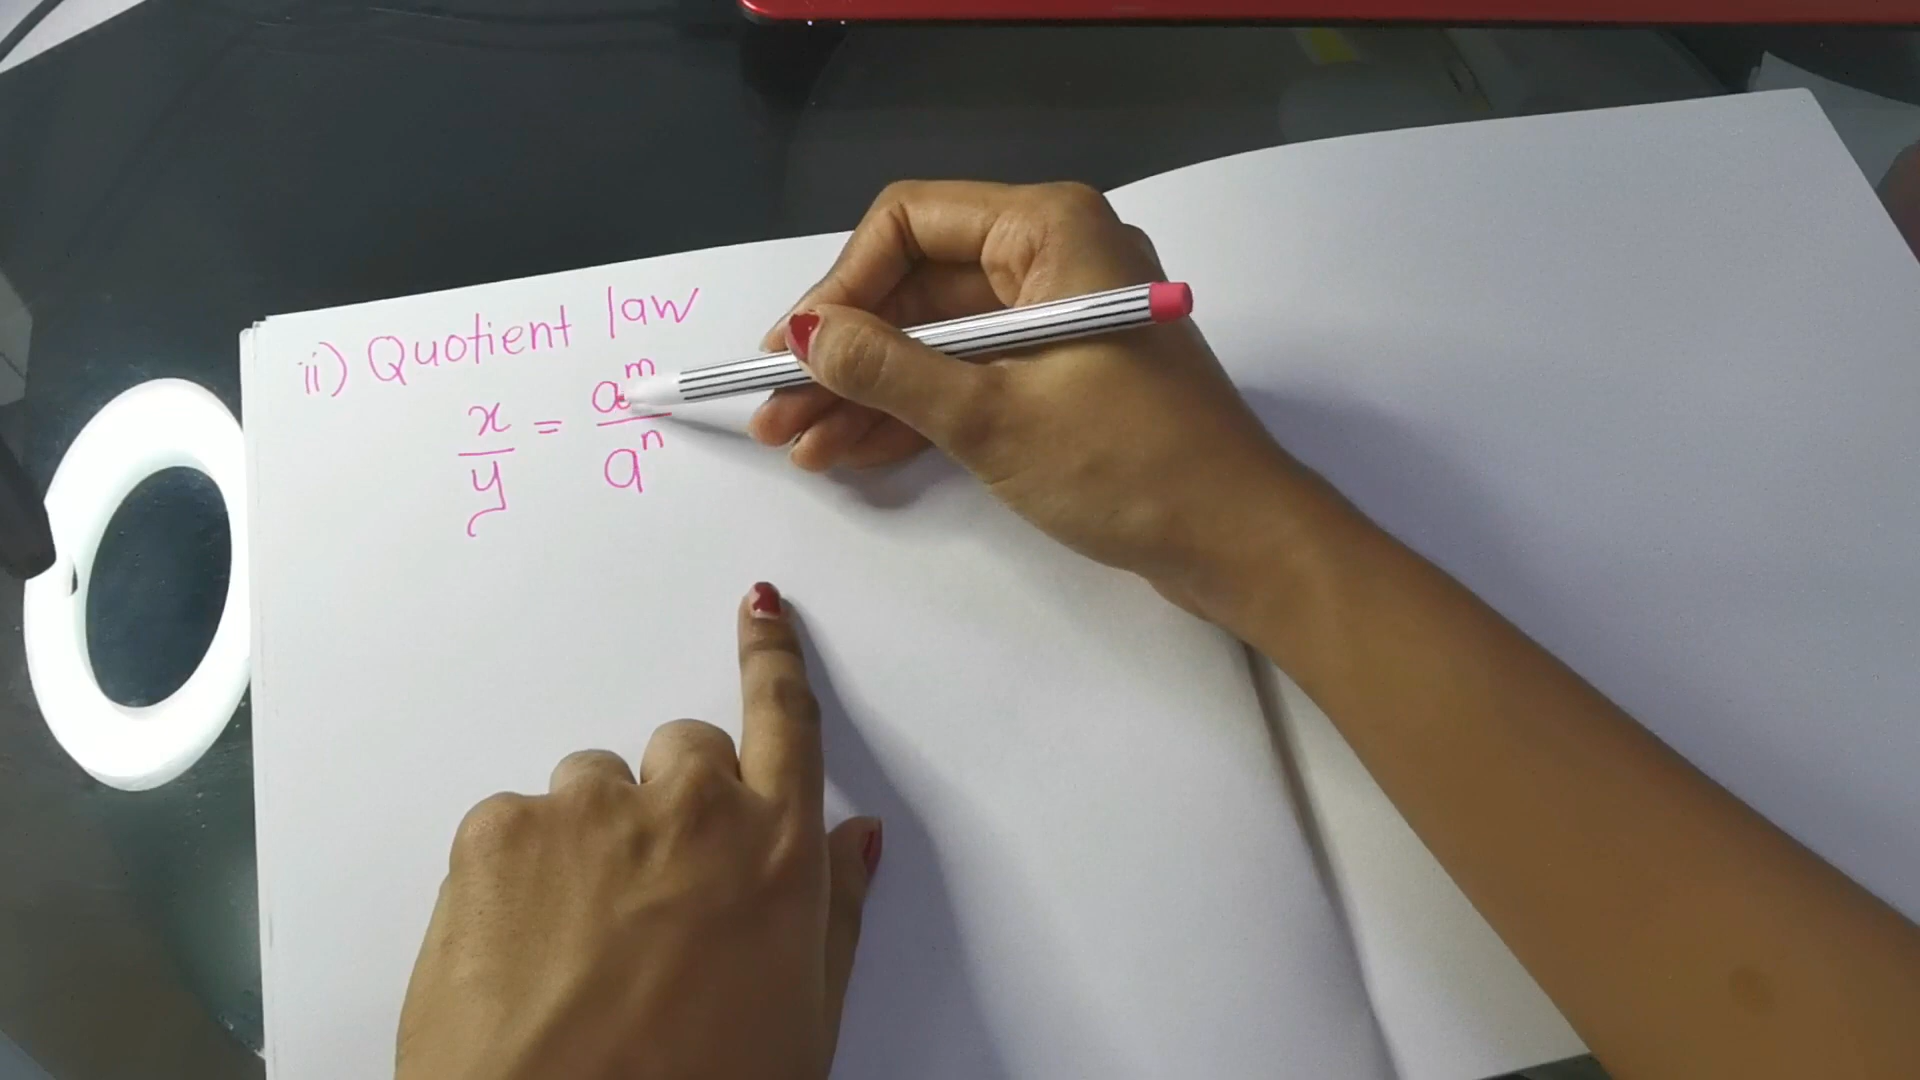 ii) Quotient law
x/y = a^m/a^n